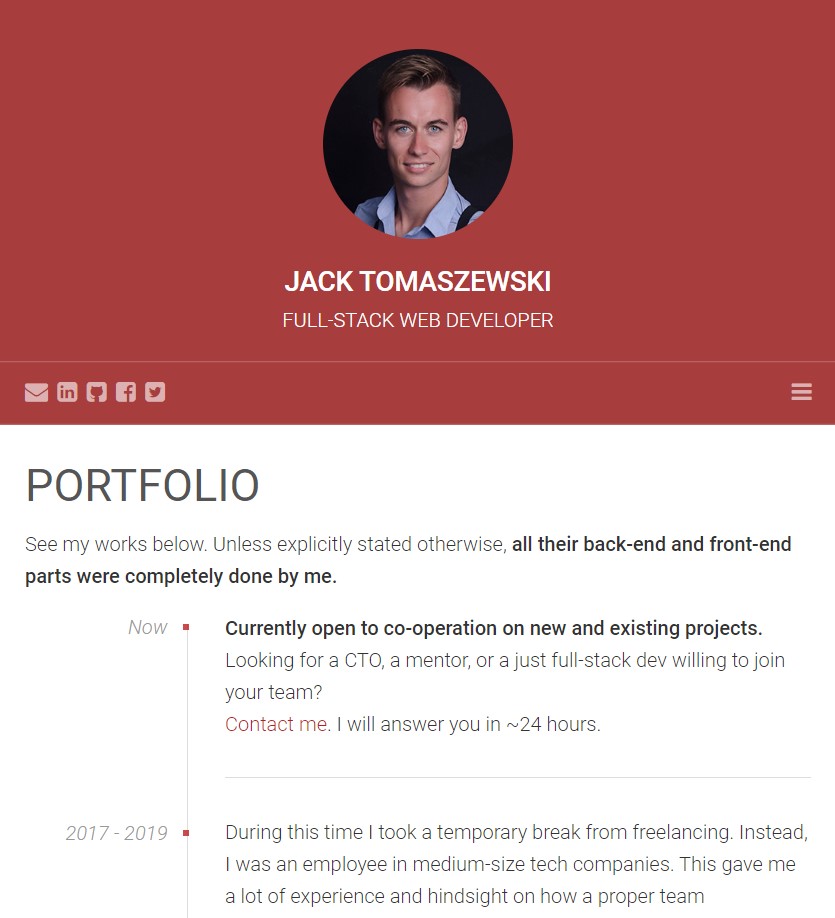 JACK TOMASZEWSKI
FULL-STACK WEB DEVELOPER
PORTFOLIO
See my works below. Unless explicitly stated otherwise, all their back-end and front-end
parts were completely done by me.
Now
Currently open to co-operation on new and existing projects.
Looking for a CTO, a mentor, or a just full-stack dev willing to join
your team?
Contact me. I will answer you in ~24 hours.
2017 - 2019
During this time I took a temporary break from freelancing. Instead,
I was an employee in medium-size tech companies. This gave me
a lot of experience and hindsight on how a proper team